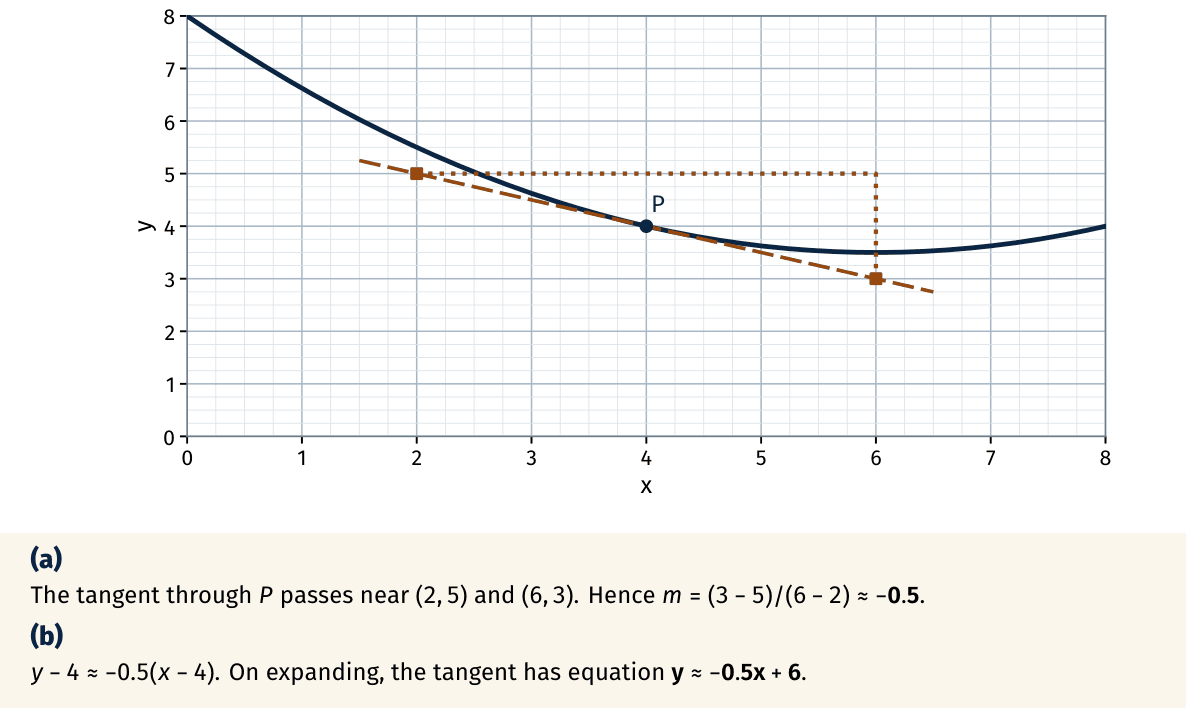 8
7
6
5
4
3
2
1
0
y
P
0 1 2 3 4 5 6 7 8
x
(a)
The tangent through P passes near (2, 5) and (6, 3). Hence m = (3 − 5)/(6 − 2) ≈ −0.5.
(b)
y − 4 ≈ −0.5(x − 4). On expanding, the tangent has equation y ≈ −0.5x + 6.